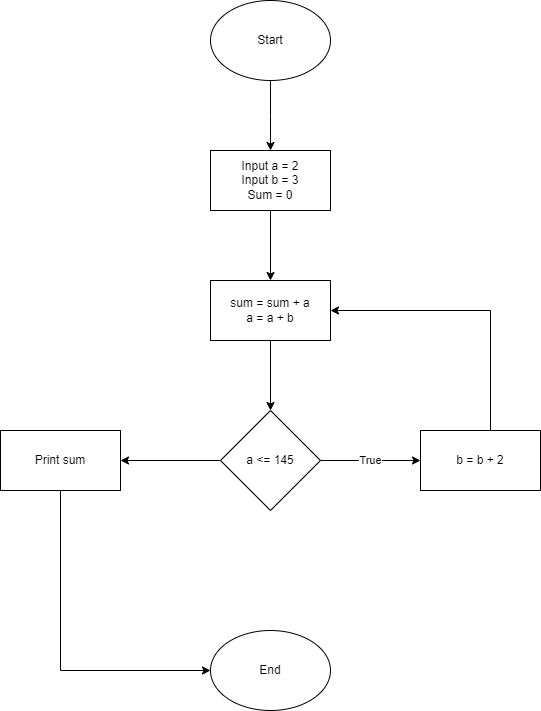 Start
Input a = 2
Input b = 3
Sum = 0
sum = sum + a
a = a + b
Print sum
a <= 145
True
b = b + 2
End